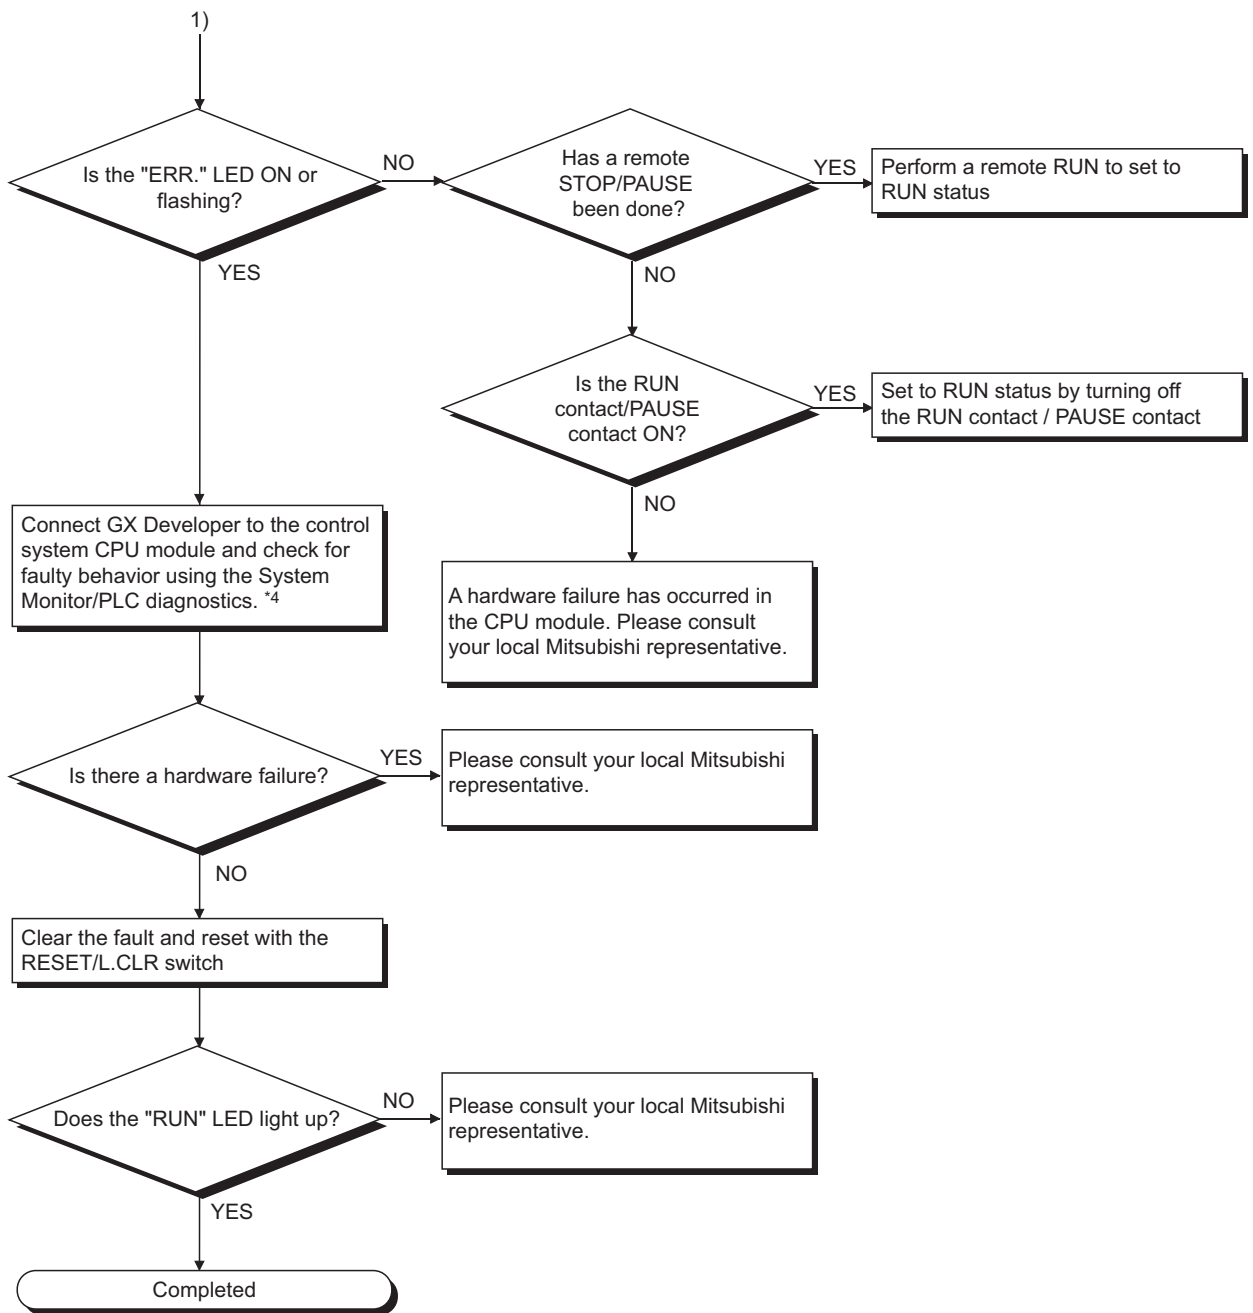 1)
Is the "ERR." LED ON or
flashing?
NO
Has a remote
STOP/PAUSE
been done?
YES
Perform a remote RUN to set to
RUN status
YES
NO
Is the RUN
contact/PAUSE
contact ON?
YES
Set to RUN status by turning off
the RUN contact / PAUSE contact
NO
Connect GX Developer to the control
system CPU module and check for
faulty behavior using the System
Monitor/PLC diagnostics. *4
A hardware failure has occurred in
the CPU module. Please consult
your local Mitsubishi representative.
Is there a hardware failure?
YES
Please consult your local Mitsubishi
representative.
NO
Clear the fault and reset with the
RESET/L.CLR switch
Does the "RUN" LED light up?
NO
Please consult your local Mitsubishi
representative.
YES
Completed